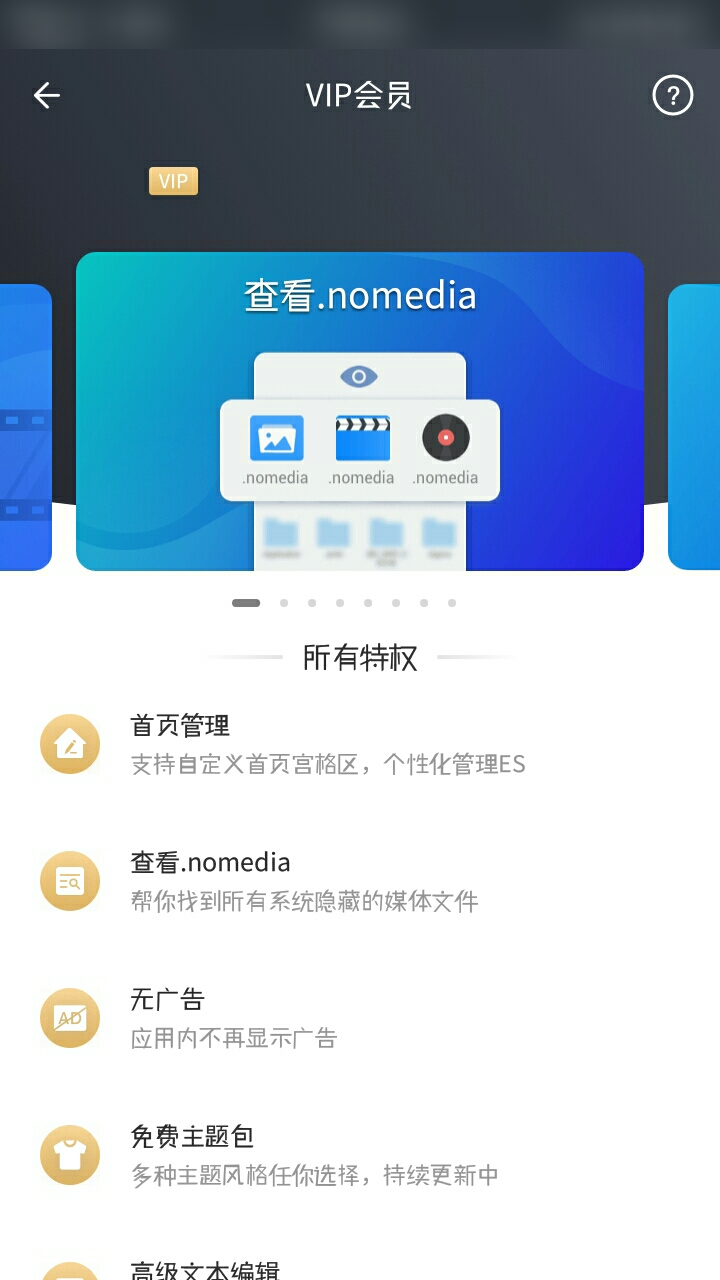 VIP会员
?
VIP
查看.nomedia
.nomedia .nomedia .nomedia
所有特权
首页管理
支持自定义首页宫格区，个性化管理ES
查看.nomedia
帮你找到所有系统隐藏的媒体文件
AD
无广告
应用内不再显示广告
免费主题包
多种主题风格任你选择，持续更新中
高级文本编辑